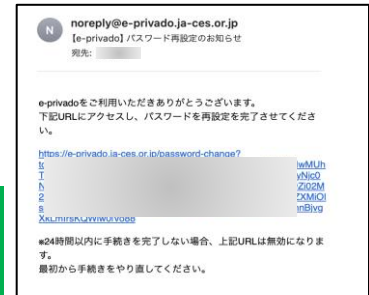 N
noreply@e-privado.ja-ces.or.jp
【e-privado】パスワード再設定のお知らせ
宛先:
e-privadoをご利用いただきありがとうございます。
下記URLにアクセスし、パスワードを再設定を完了させてくださ
い。
https://e-privado.ja-ces.or.jp/password-change?
※24時間以内に手続きを完了しない場合、上記URLは無効になりま
す。
最初から手続きをやり直してください。